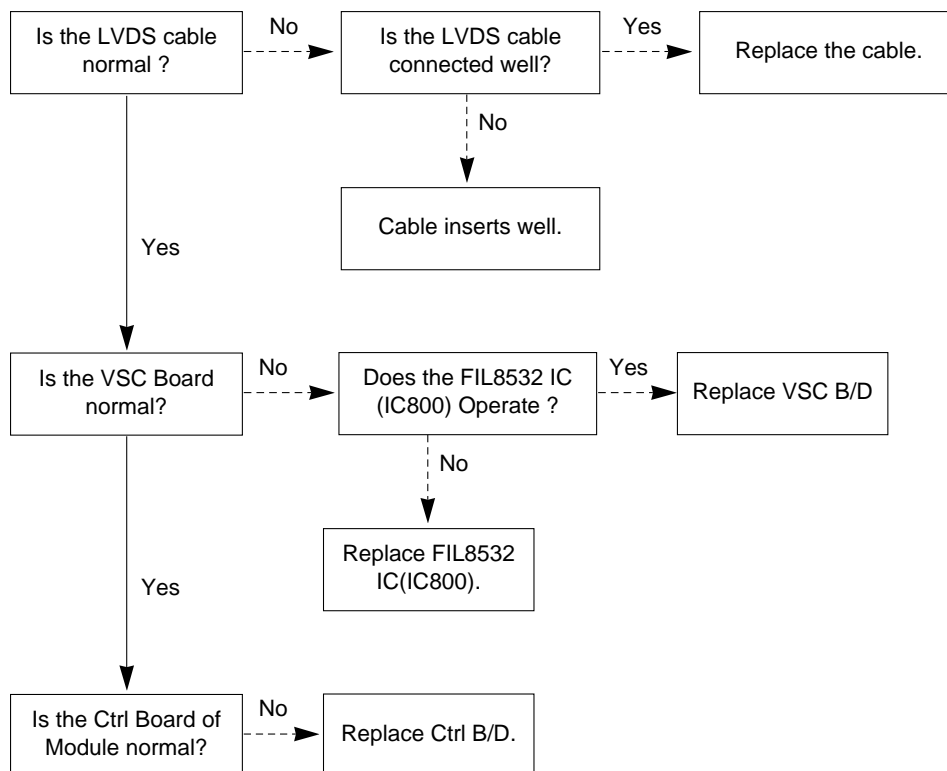 Is the LVDS cable
normal ?
No
Is the LVDS cable
connected well?
Yes
Replace the cable.
No
Cable inserts well.
Yes
Is the VSC Board
normal?
No
Does the FIL8532 IC
(IC800) Operate ?
Yes
Replace VSC B/D
No
Replace FIL8532
IC(IC800).
Yes
Is the Ctrl Board of
Module normal?
No
Replace Ctrl B/D.